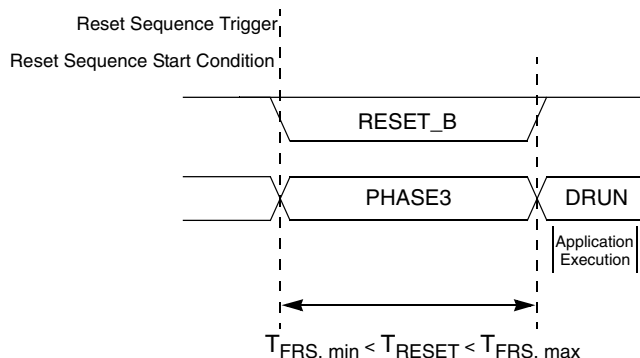 Reset Sequence Trigger
Reset Sequence Start Condition
RESET_B
PHASE3
DRUN
Application
Execution
TFRS, min < TRESET < TFRS, max